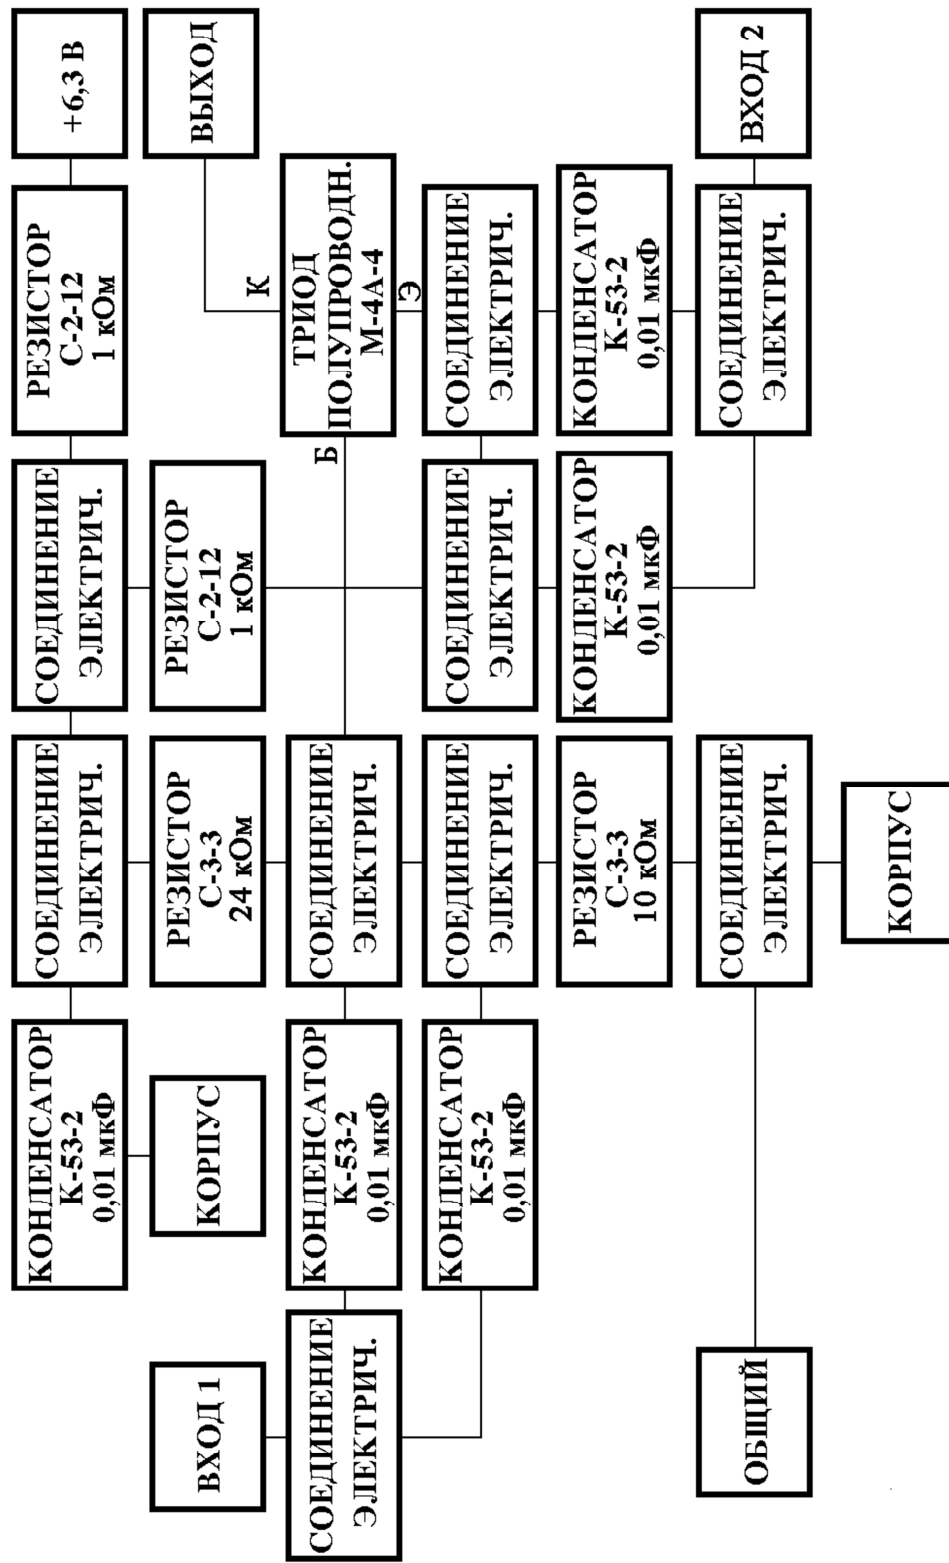 КОНДЕНСАТОР
К-53-2
0,01 мкФ
СОЕДИНЕНИЕ
ЭЛЕКТРИЧ.
СОЕДИНЕНИЕ
ЭЛЕКТРИЧ.
РЕЗИСТОР
С-2-12
1 кОм
+6,3 В
ВХОД 1
КОРПУС
РЕЗИСТОР
С-3-3
24 кОм
РЕЗИСТОР
С-2-12
1 кОм
ВЫХОД
К
СОЕДИНЕНИЕ
ЭЛЕКТРИЧ.
КОНДЕНСАТОР
К-53-2
0,01 мкФ
СОЕДИНЕНИЕ
ЭЛЕКТРИЧ.
Б
ТРИОД
ПОЛУПРОВОДН.
М-4А-4
Э
КОНДЕНСАТОР
К-53-2
0,01 мкФ
СОЕДИНЕНИЕ
ЭЛЕКТРИЧ.
СОЕДИНЕНИЕ
ЭЛЕКТРИЧ.
СОЕДИНЕНИЕ
ЭЛЕКТРИЧ.
РЕЗИСТОР
С-3-3
10 кОм
КОНДЕНСАТОР
К-53-2
0,01 мкФ
КОНДЕНСАТОР
К-53-2
0,01 мкФ
ОБЩИЙ
СОЕДИНЕНИЕ
ЭЛЕКТРИЧ.
СОЕДИНЕНИЕ
ЭЛЕКТРИЧ.
ВХОД 2
КОРПУС